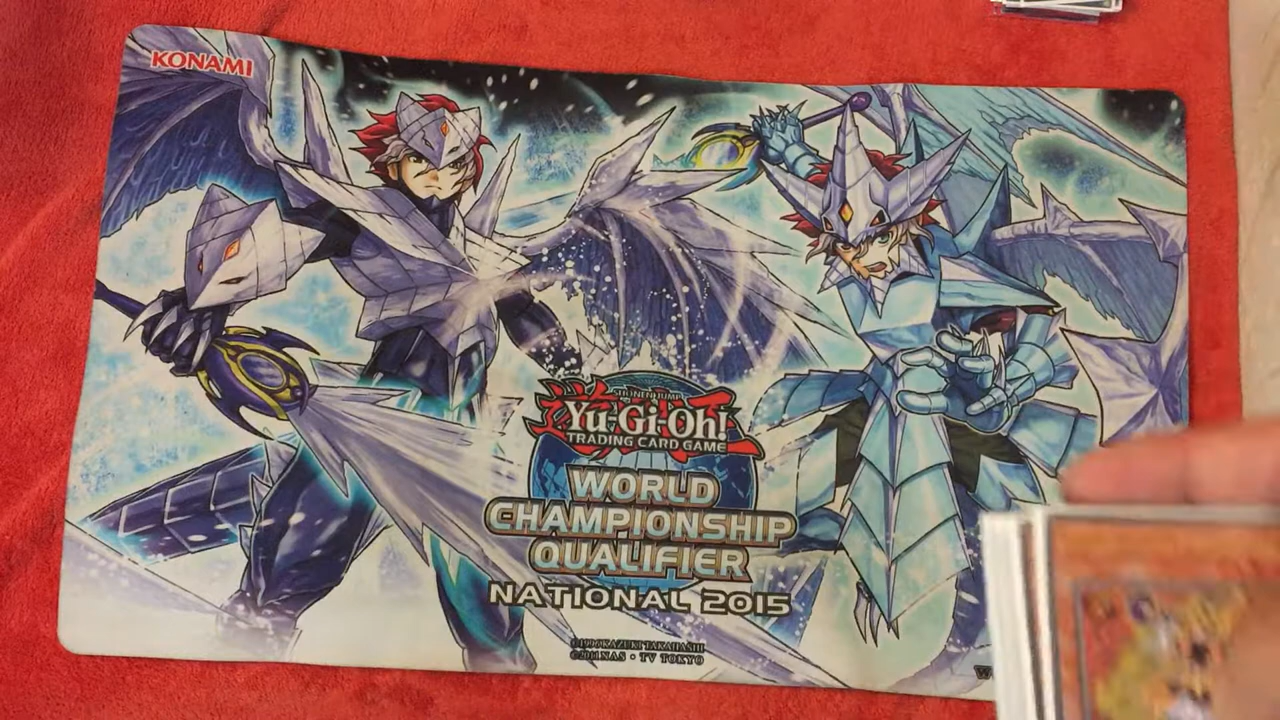 KONAMI
SHONEN JUMP
Yu-Gi-Oh!
TRADING CARD GAME
WORLD
CHAMPIONSHIP
QUALIFIER
NATIONAL 2015
©1996 KAZUKI TAKAHASHI
©2011 NAS • TV TOKYO